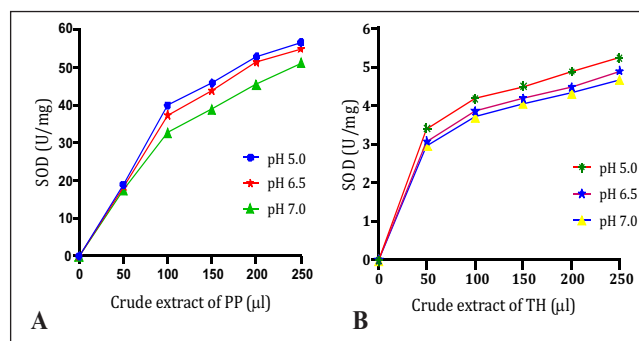 60
50
40
30
20
10
0
SOD (U/mg)
pH 5.0
pH 6.5
pH 7.0
0 50 100 150 200 250
Crude extract of PP (µl)
A
6
5
4
3
2
1
0
SOD (U /mg)
pH 5.0
pH 6.5
pH 7.0
0 50 100 150 200 250
Crude extract of TH (µl)
B